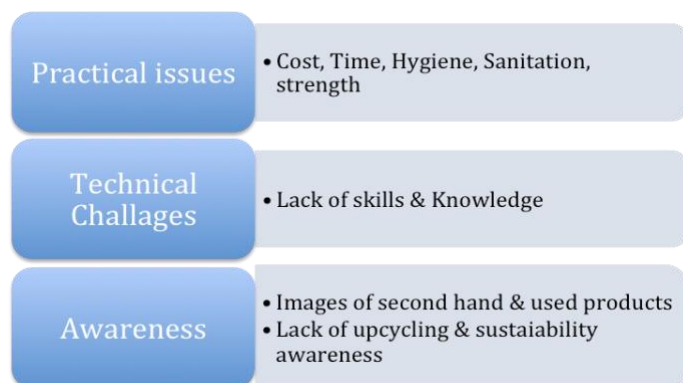 Practical issues
• Cost, Time, Hygiene, Sanitation,
strength
Technical
Challages
• Lack of skills & Knowledge
Awareness
• Images of second hand & used products
• Lack of upcycling & sustaiability
awareness